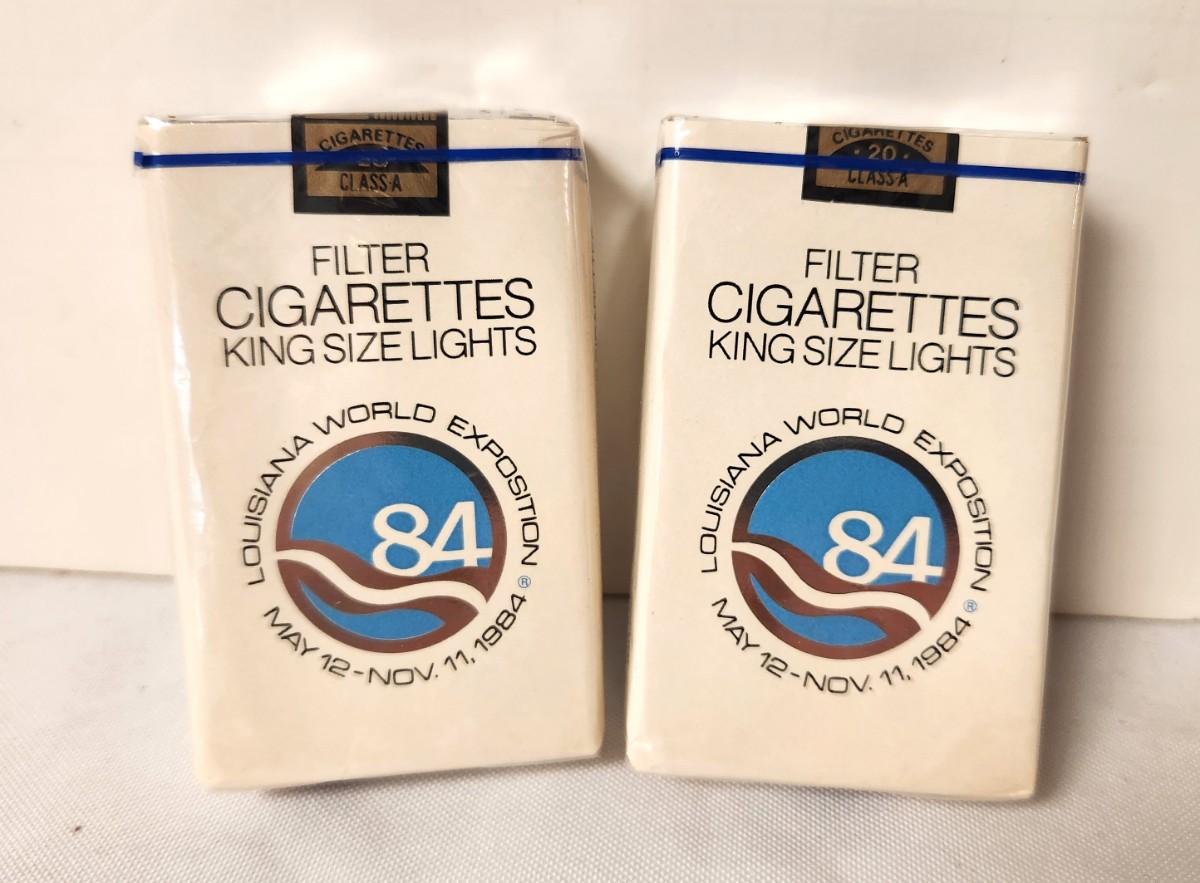 CIGARETTES
20
CLASS A
FILTER
CIGARETTES
KING SIZE LIGHTS
LOUISIANA WORLD EXPOSITION ®
84
MAY 12-NOV. 11, 1984
CIGARETTES
· 20 ·
CLASS A
FILTER
CIGARETTES
KING SIZE LIGHTS
LOUISIANA WORLD EXPOSITION ®
84
MAY 12-NOV. 11, 1984